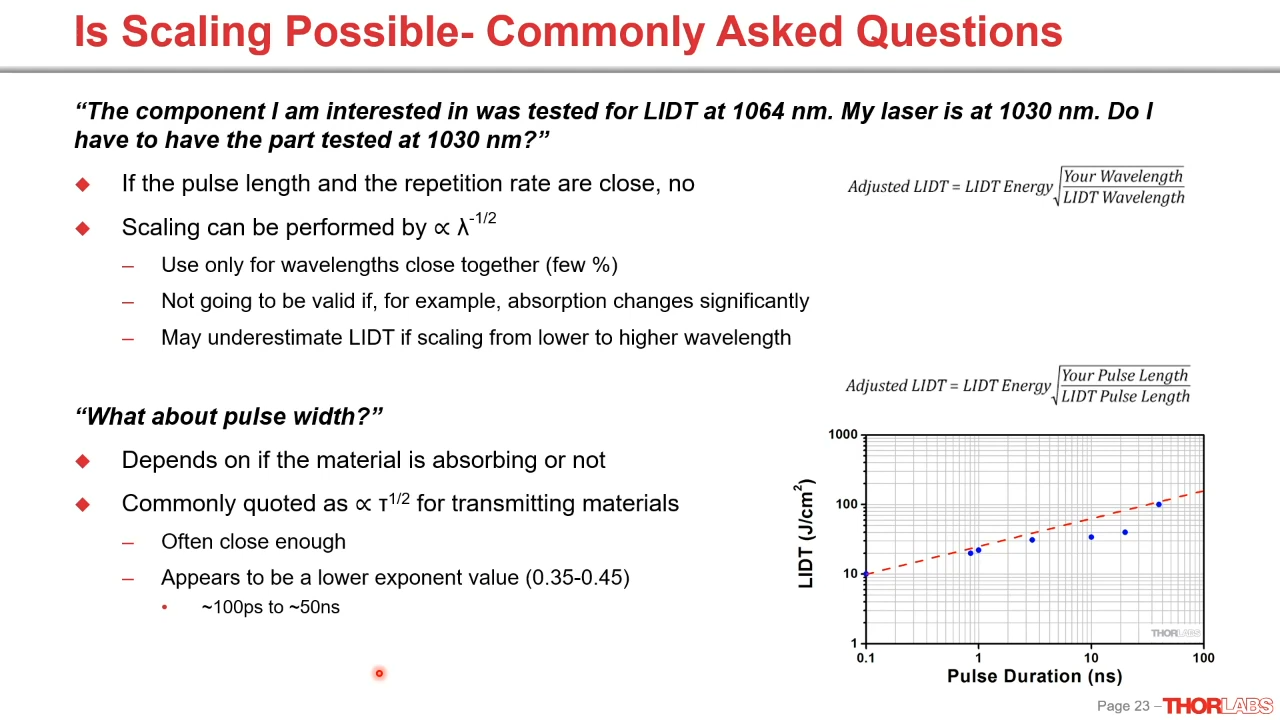 Is Scaling Possible- Commonly Asked Questions
“The component I am interested in was tested for LIDT at 1064 nm. My laser is at 1030 nm. Do I
have to have the part tested at 1030 nm?”
If the pulse length and the repetition rate are close, no
Scaling can be performed by ∝ λ^-1/2
– Use only for wavelengths close together (few %)
– Not going to be valid if, for example, absorption changes significantly
– May underestimate LIDT if scaling from lower to higher wavelength
Adjusted LIDT = LIDT Energy √(Your Wavelength / LIDT Wavelength)
“What about pulse width?”
Depends on if the material is absorbing or not
Commonly quoted as ∝ τ^1/2 for transmitting materials
– Often close enough
– Appears to be a lower exponent value (0.35-0.45)
• ~100ps to ~50ns
Adjusted LIDT = LIDT Energy √(Your Pulse Length / LIDT Pulse Length)
LIDT (J/cm²)
1000
100
10
1
0.1 1 10 100
Pulse Duration (ns)
THORLABS
Page 23 – THORLABS